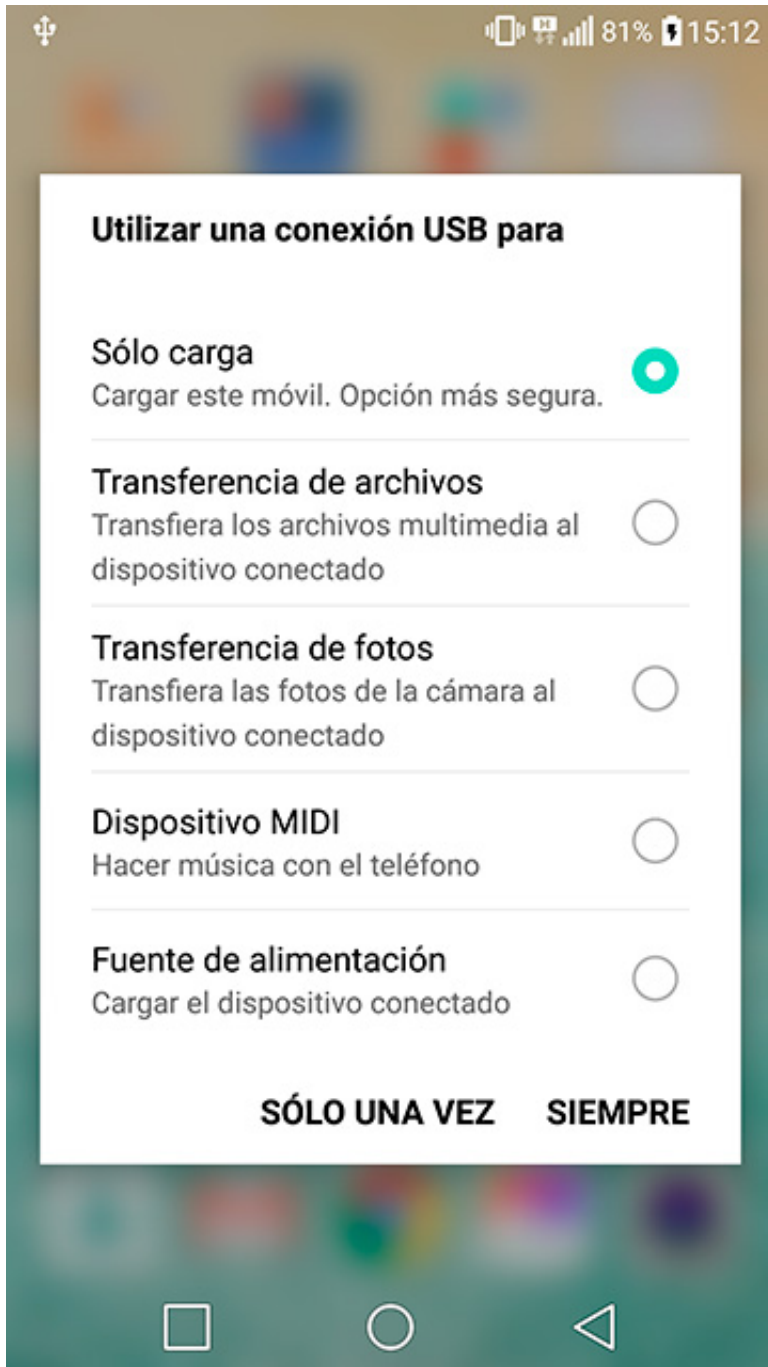 81% 15:12
Utilizar una conexión USB para
Sólo carga
Cargar este móvil. Opción más segura.
Transferencia de archivos
Transfiera los archivos multimedia al
dispositivo conectado
Transferencia de fotos
Transfiera las fotos de la cámara al
dispositivo conectado
Dispositivo MIDI
Hacer música con el teléfono
Fuente de alimentación
Cargar el dispositivo conectado
SÓLO UNA VEZ SIEMPRE